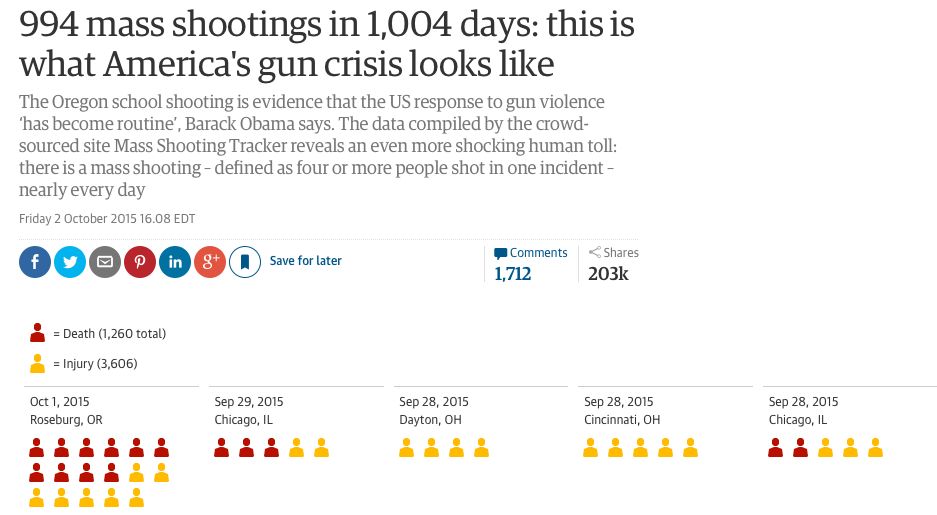 994 mass shootings in 1,004 days: this is
what America's gun crisis looks like
The Oregon school shooting is evidence that the US response to gun violence
‘has become routine’, Barack Obama says. The data compiled by the crowd-
sourced site Mass Shooting Tracker reveals an even more shocking human toll:
there is a mass shooting – defined as four or more people shot in one incident –
nearly every day
Friday 2 October 2015 16.08 EDT
Save for later
Comments
1,712
Shares
203k
= Death (1,260 total)
= Injury (3,606)
Oct 1, 2015
Roseburg, OR
Sep 29, 2015
Chicago, IL
Sep 28, 2015
Dayton, OH
Sep 28, 2015
Cincinnati, OH
Sep 28, 2015
Chicago, IL